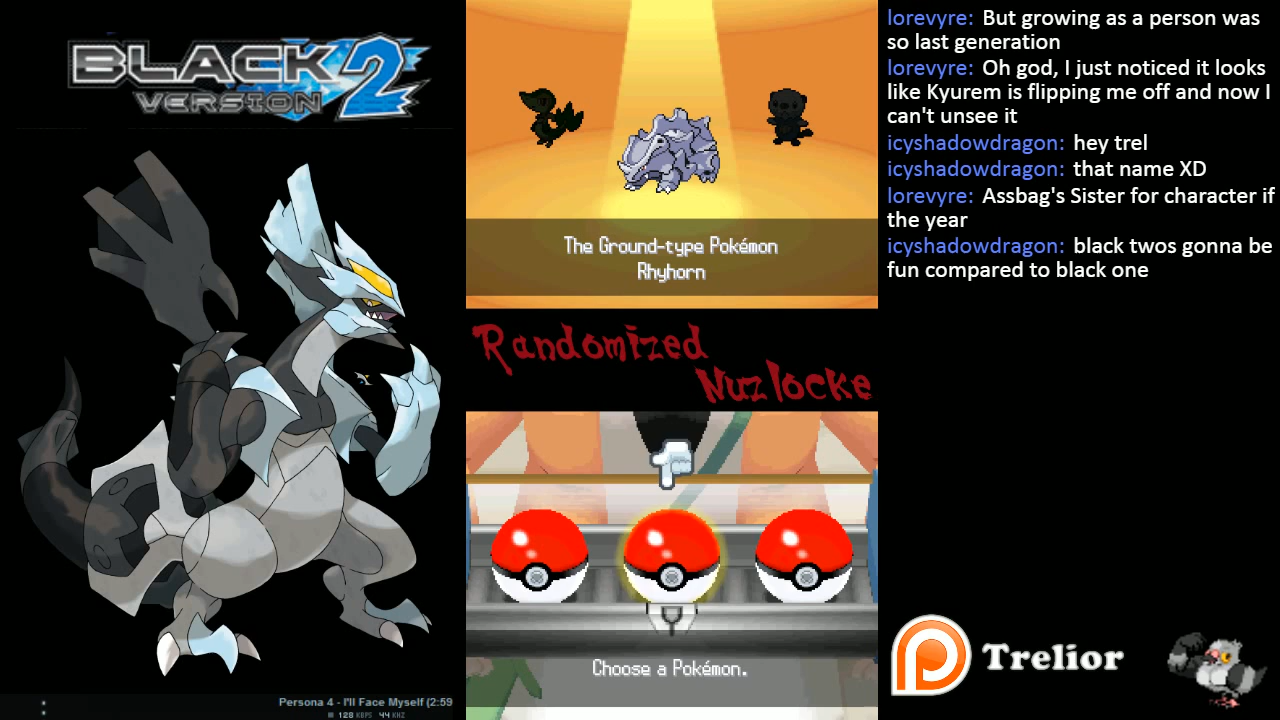 BLACK
VERSION 2
The Ground-type Pokémon
Rhyhorn
Randomized
Nuzlocke
Choose a Pokémon.
lorevyre: But growing as a person was
so last generation
lorevyre: Oh god, I just noticed it looks
like Kyurem is flipping me off and now I
can't unsee it
icyshadowdragon: hey trel
icyshadowdragon: that name XD
lorevyre: Assbag's Sister for character if
the year
icyshadowdragon: black twos gonna be
fun compared to black one
Trelior
Persona 4 - I'll Face Myself (2:59
128 KBPS 44 KHZ